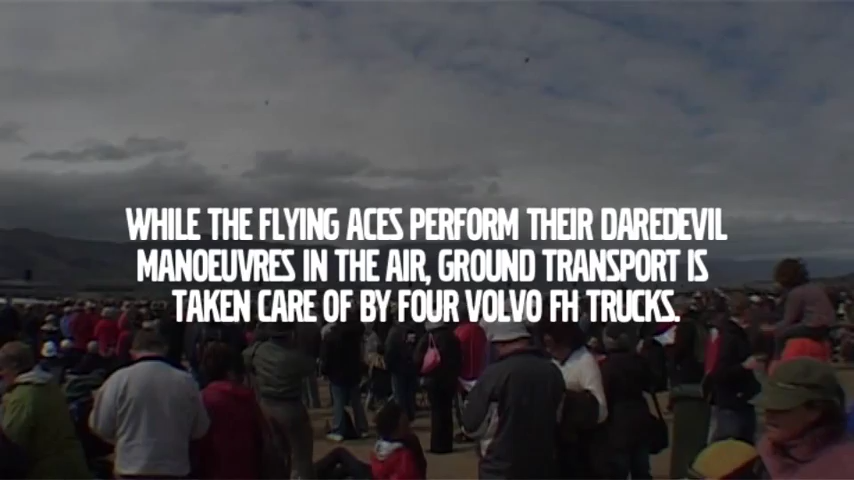 WHILE THE FLYING ACES PERFORM THEIR DAREDEVIL
MANOEUVRES IN THE AIR, GROUND TRANSPORT IS
TAKEN CARE OF BY FOUR VOLVO FH TRUCKS.